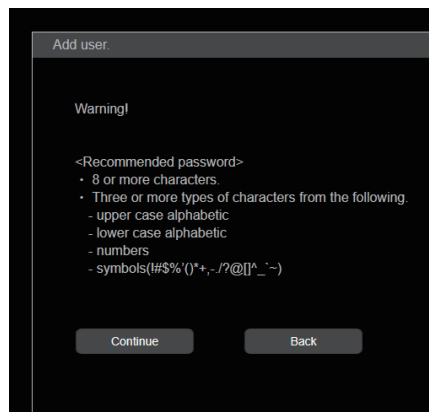 Add user.
Warning!
<Recommended password>
・ 8 or more characters.
・ Three or more types of characters from the following.
- upper case alphabetic
- lower case alphabetic
- numbers
- symbols(!#$%'()*+,-./?@[]^_`~)
Continue
Back